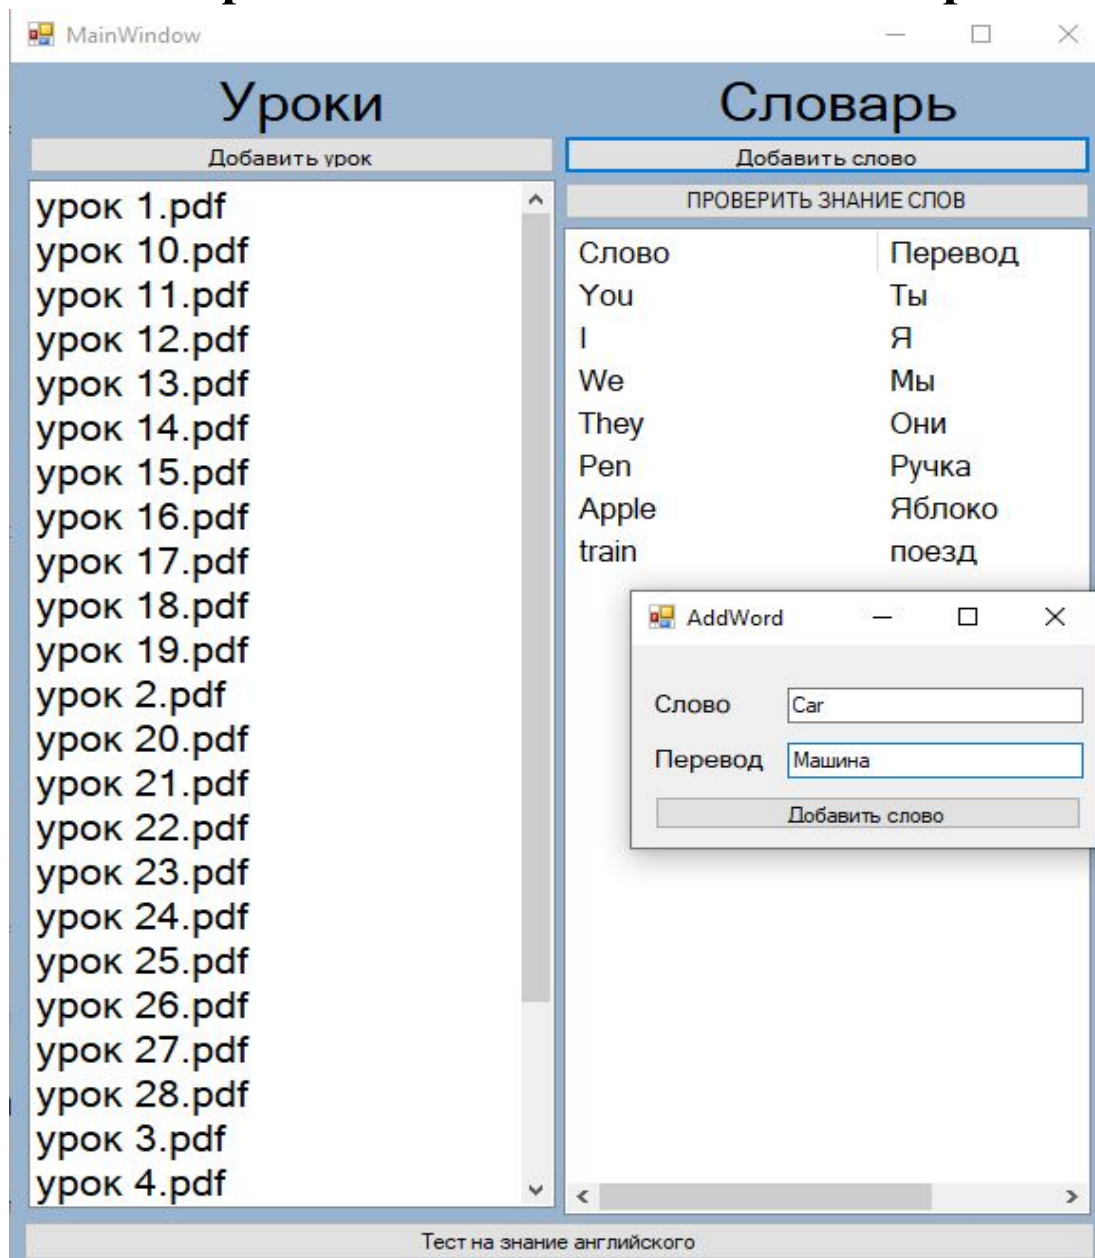 MainWindow
Уроки
Добавить урок
урок 1.pdf
урок 10.pdf
урок 11.pdf
урок 12.pdf
урок 13.pdf
урок 14.pdf
урок 15.pdf
урок 16.pdf
урок 17.pdf
урок 18.pdf
урок 19.pdf
урок 2.pdf
урок 20.pdf
урок 21.pdf
урок 22.pdf
урок 23.pdf
урок 24.pdf
урок 25.pdf
урок 26.pdf
урок 27.pdf
урок 28.pdf
урок 3.pdf
урок 4.pdf
Словарь
Добавить слово
ПРОВЕРИТЬ ЗНАНИЕ СЛОВ
Слово Перевод
You Ты
I Я
We Мы
They Они
Pen Ручка
Apple Яблоко
train поезд
AddWord
Слово Car
Перевод Машина
Добавить слово
Тест на знание английского